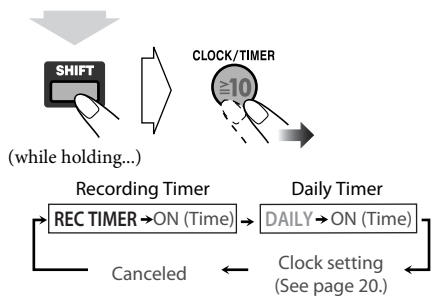 CLOCK/TIMER
SHIFT
≧10
(while holding...)
Recording Timer
Daily Timer
REC TIMER → ON (Time) → DAILY → ON (Time)
Canceled ← Clock setting
(See page 20.)